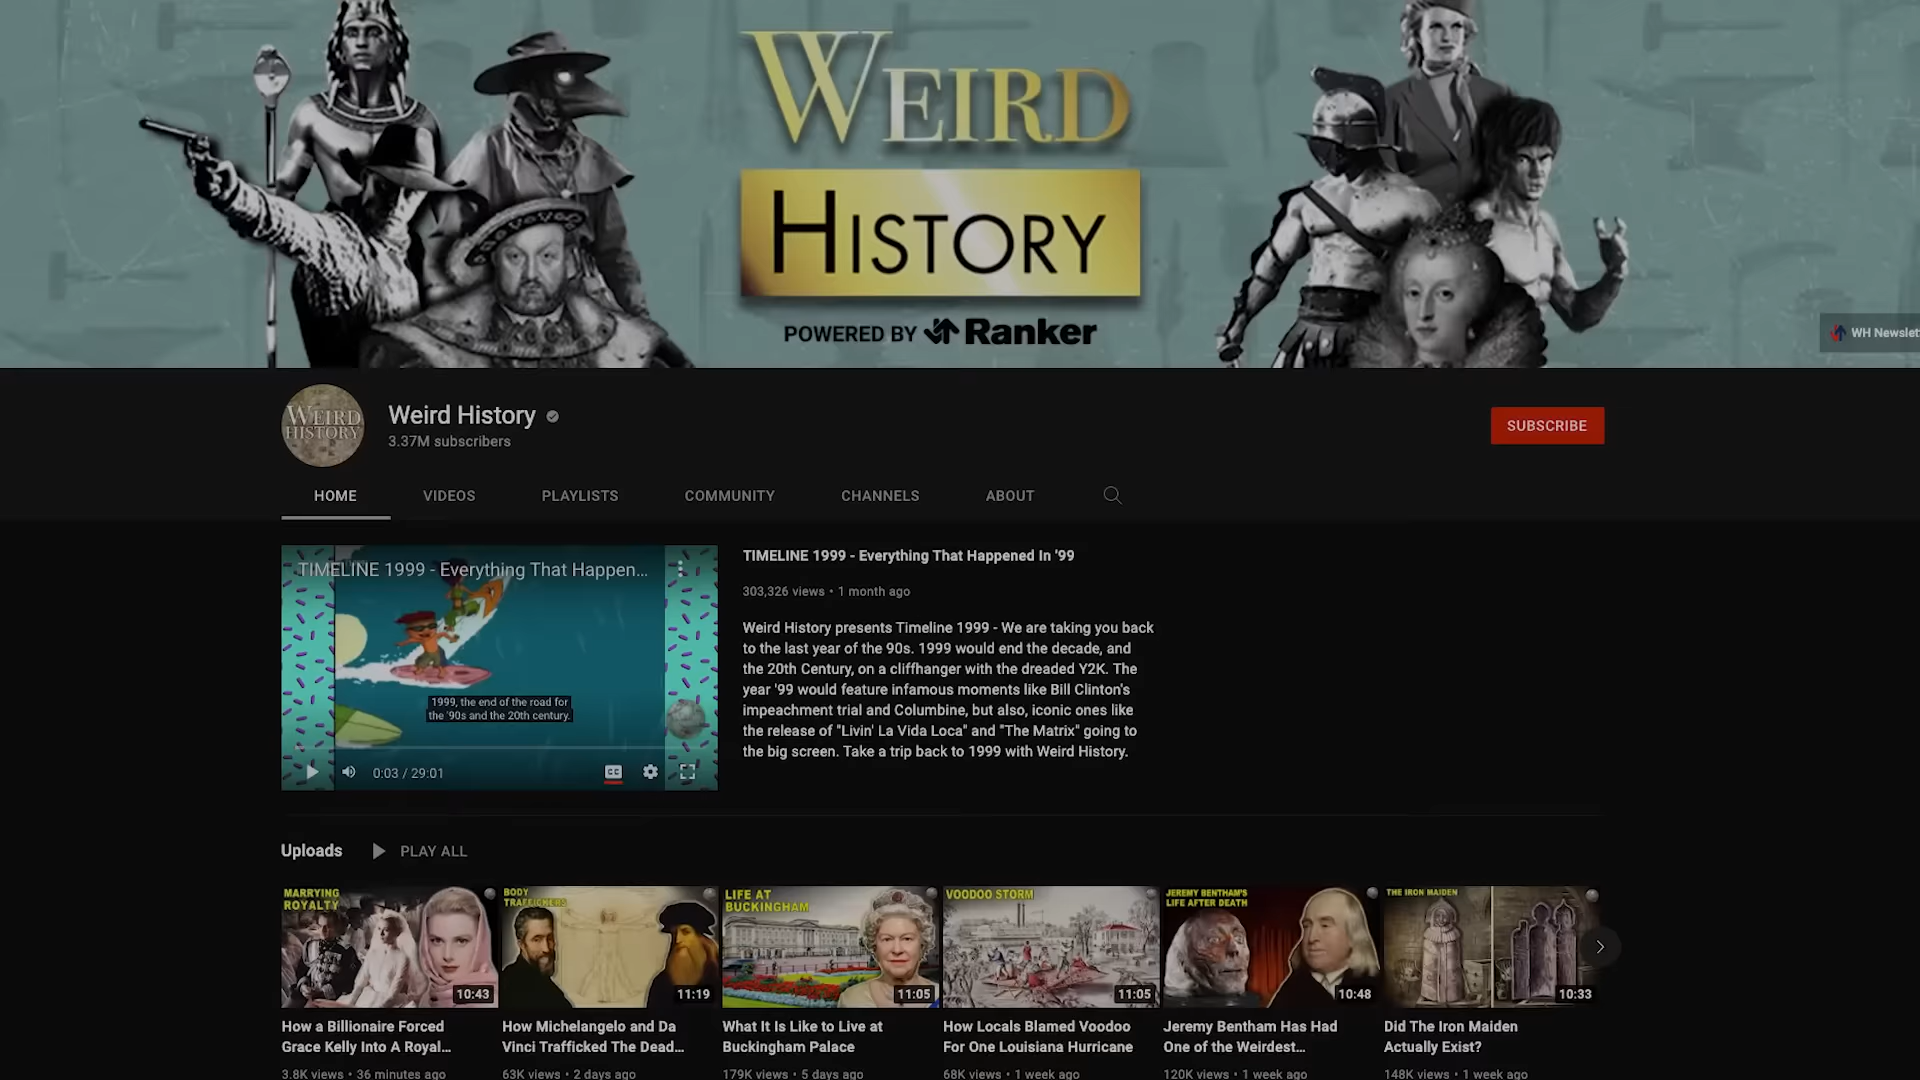 WEIRD
HISTORY
POWERED BY Ranker
WH Newslet
WEIRD
HISTORY
Weird History
3.37M subscribers
SUBSCRIBE
HOME VIDEOS PLAYLISTS COMMUNITY CHANNELS ABOUT
TIMELINE 1999 - Everything That Happen...
1999, the end of the road for
the '90s and the 20th century.
0:03 / 29:01
CC
TIMELINE 1999 - Everything That Happened In '99
303,326 views • 1 month ago
Weird History presents Timeline 1999 - We are taking you back
to the last year of the 90s. 1999 would end the decade, and
the 20th Century, on a cliffhanger with the dreaded Y2K. The
year '99 would feature infamous moments like Bill Clinton's
impeachment trial and Columbine, but also, iconic ones like
the release of "Livin' La Vida Loca" and "The Matrix" going to
the big screen. Take a trip back to 1999 with Weird History.
Uploads PLAY ALL
MARRYING
ROYALTY
10:43
How a Billionaire Forced
Grace Kelly Into A Royal...
3.8K views • 36 minutes ago
BODY
TRAFFICKERS
11:19
How Michelangelo and Da
Vinci Trafficked The Dead...
63K views • 2 days ago
LIFE AT
BUCKINGHAM
11:05
What It Is Like to Live at
Buckingham Palace
179K views • 5 days ago
VOODOO STORM
11:05
How Locals Blamed Voodoo
For One Louisiana Hurricane
68K views • 1 week ago
JEREMY BENTHAM'S
LIFE AFTER DEATH
10:48
Jeremy Bentham Has Had
One of the Weirdest...
120K views • 1 week ago
THE IRON MAIDEN
10:33
Did The Iron Maiden
Actually Exist?
148K views • 1 week ago